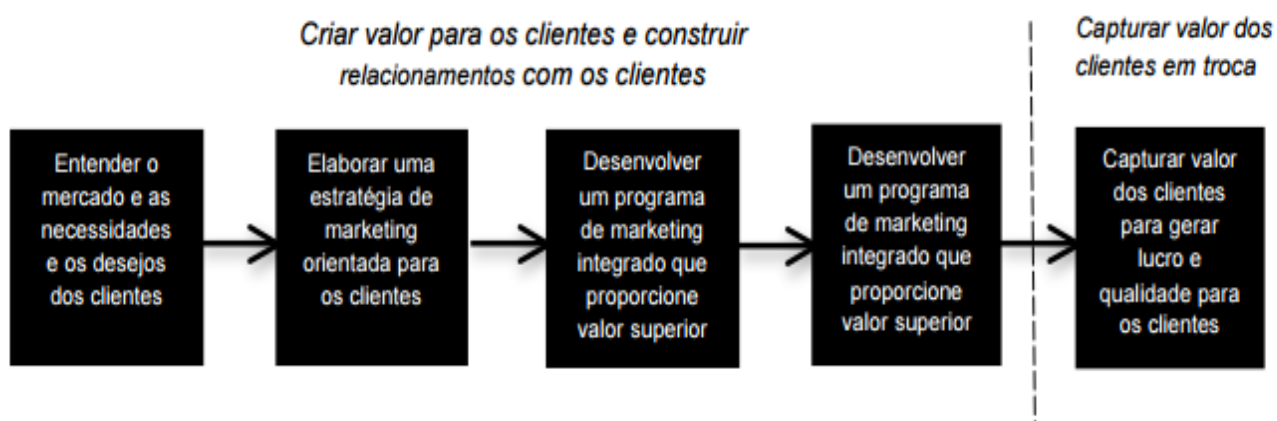 Criar valor para os clientes e construir
relacionamentos com os clientes
Capturar valor dos
clientes em troca
Entender o
mercado e as
necessidades
e os desejos
dos clientes
Elaborar uma
estratégia de
marketing
orientada para
os clientes
Desenvolver
um programa
de marketing
integrado que
proporcione
valor superior
Desenvolver
um programa
de marketing
integrado que
proporcione
valor superior
Capturar valor
dos clientes
para gerar
lucro e
qualidade para
os clientes